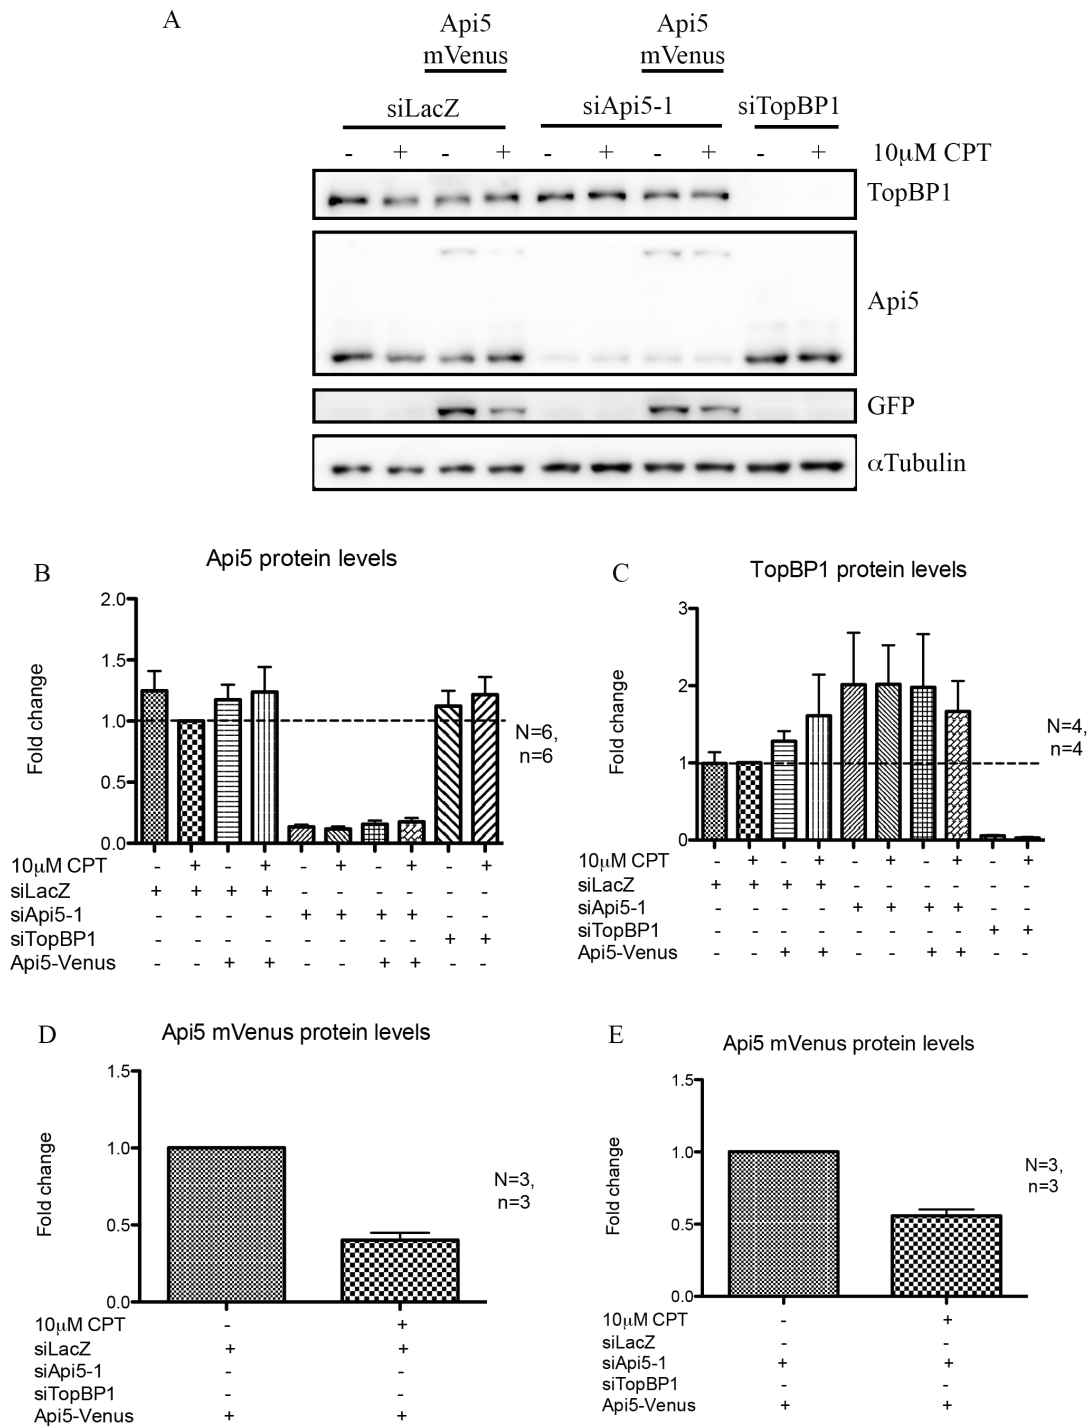 A
Api5 Api5
mVenus mVenus
siLacZ siApi5-1 siTopBP1
- + - + - + - + - + 10μM CPT
TopBP1
Api5
GFP
αTubulin
B
Api5 protein levels
Fold change
2.0
1.5
1.0
0.5
0.0
N=6,
n=6
10μM CPT - + - + - + - + - +
siLacZ + + + + - - - - - -
siApi5-1 - - - - + + + + - -
siTopBP1 - - - - - - - - + +
Api5-Venus - - + + - - + + - -
C
TopBP1 protein levels
Fold change
3
2
1
0
N=4,
n=4
10μM CPT - + - + - + - + - +
siLacZ + + + + - - - - - -
siApi5-1 - - - - + + + + - -
siTopBP1 - - - - - - - - + +
Api5-Venus - - + + - - + + - -
D
Api5 mVenus protein levels
Fold change
1.5
1.0
0.5
0.0
N=3,
n=3
10μM CPT - +
siLacZ + +
siApi5-1 - -
siTopBP1 - -
Api5-Venus + +
E
Api5 mVenus protein levels
Fold change
1.5
1.0
0.5
0.0
N=3,
n=3
10μM CPT - +
siLacZ - -
siApi5-1 + +
siTopBP1 - -
Api5-Venus + +